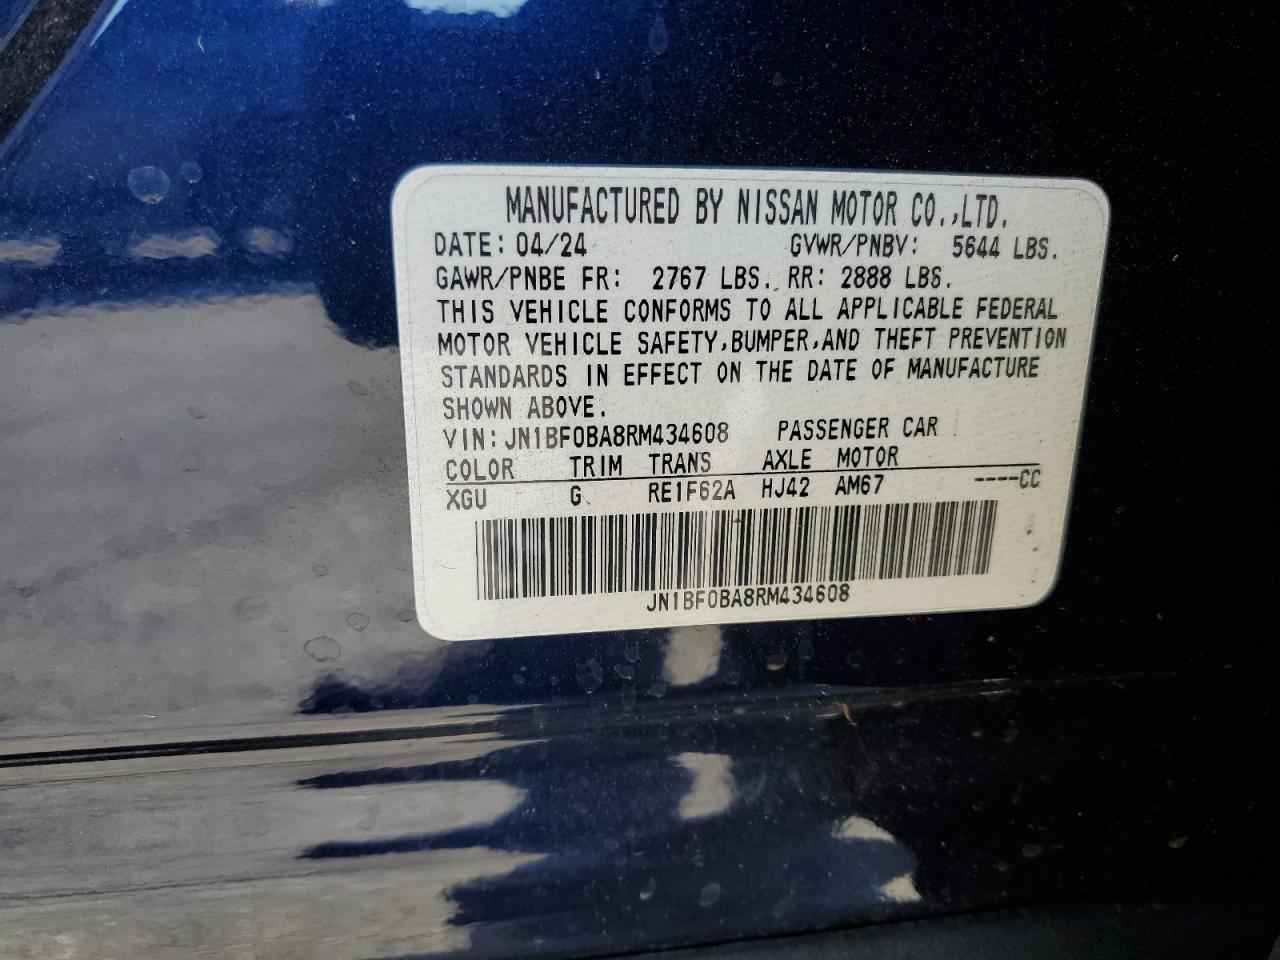 MANUFACTURED BY NISSAN MOTOR CO.,LTD.
DATE: 04/24 GVWR/PNBV: 5644 LBS.
GAWR/PNBE FR: 2767 LBS. RR: 2888 LBS.
THIS VEHICLE CONFORMS TO ALL APPLICABLE FEDERAL
MOTOR VEHICLE SAFETY,BUMPER,AND THEFT PREVENTION
STANDARDS IN EFFECT ON THE DATE OF MANUFACTURE
SHOWN ABOVE.
VIN: JN1BF0BA8RM434608 PASSENGER CAR
COLOR TRIM TRANS AXLE MOTOR
XGU G RE1F62A HJ42 AM67 ----CC
JN1BF0BA8RM434608